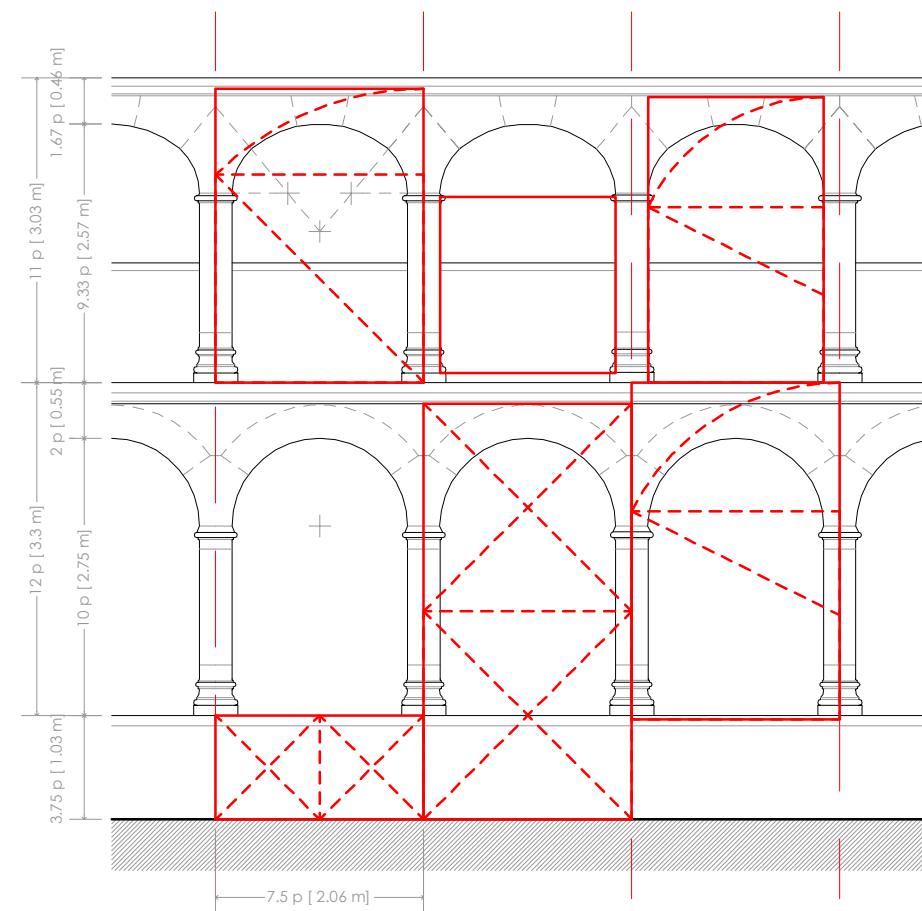 1.67 p [ 0.46 m]
11 p [ 3.03 m]
9.33 p [ 2.57 m]
2 p [ 0.55 m]
12 p [ 3.3 m]
10 p [ 2.75 m]
3.75 p [ 1.03 m]
7.5 p [ 2.06 m]